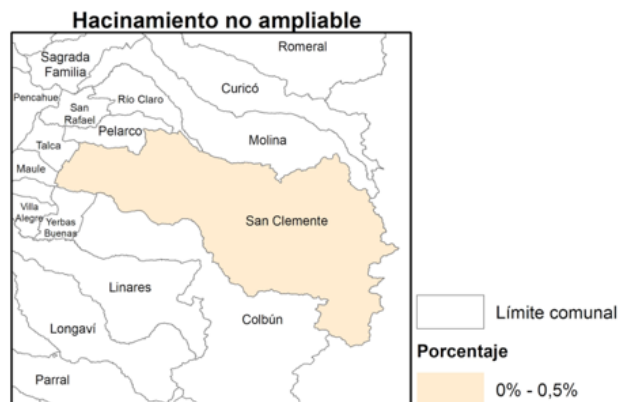 Hacinamiento no ampliable
Romeral
Sagrada
Familia
Curicó
Pencahue
Río Claro
San
Rafael
Pelarco
Molina
Talca
Maule
San Clemente
Villa
Alegre
Yerbas
Buenas
Linares
Colbún
Longaví
Parral
Límite comunal
Porcentaje
0% - 0,5%